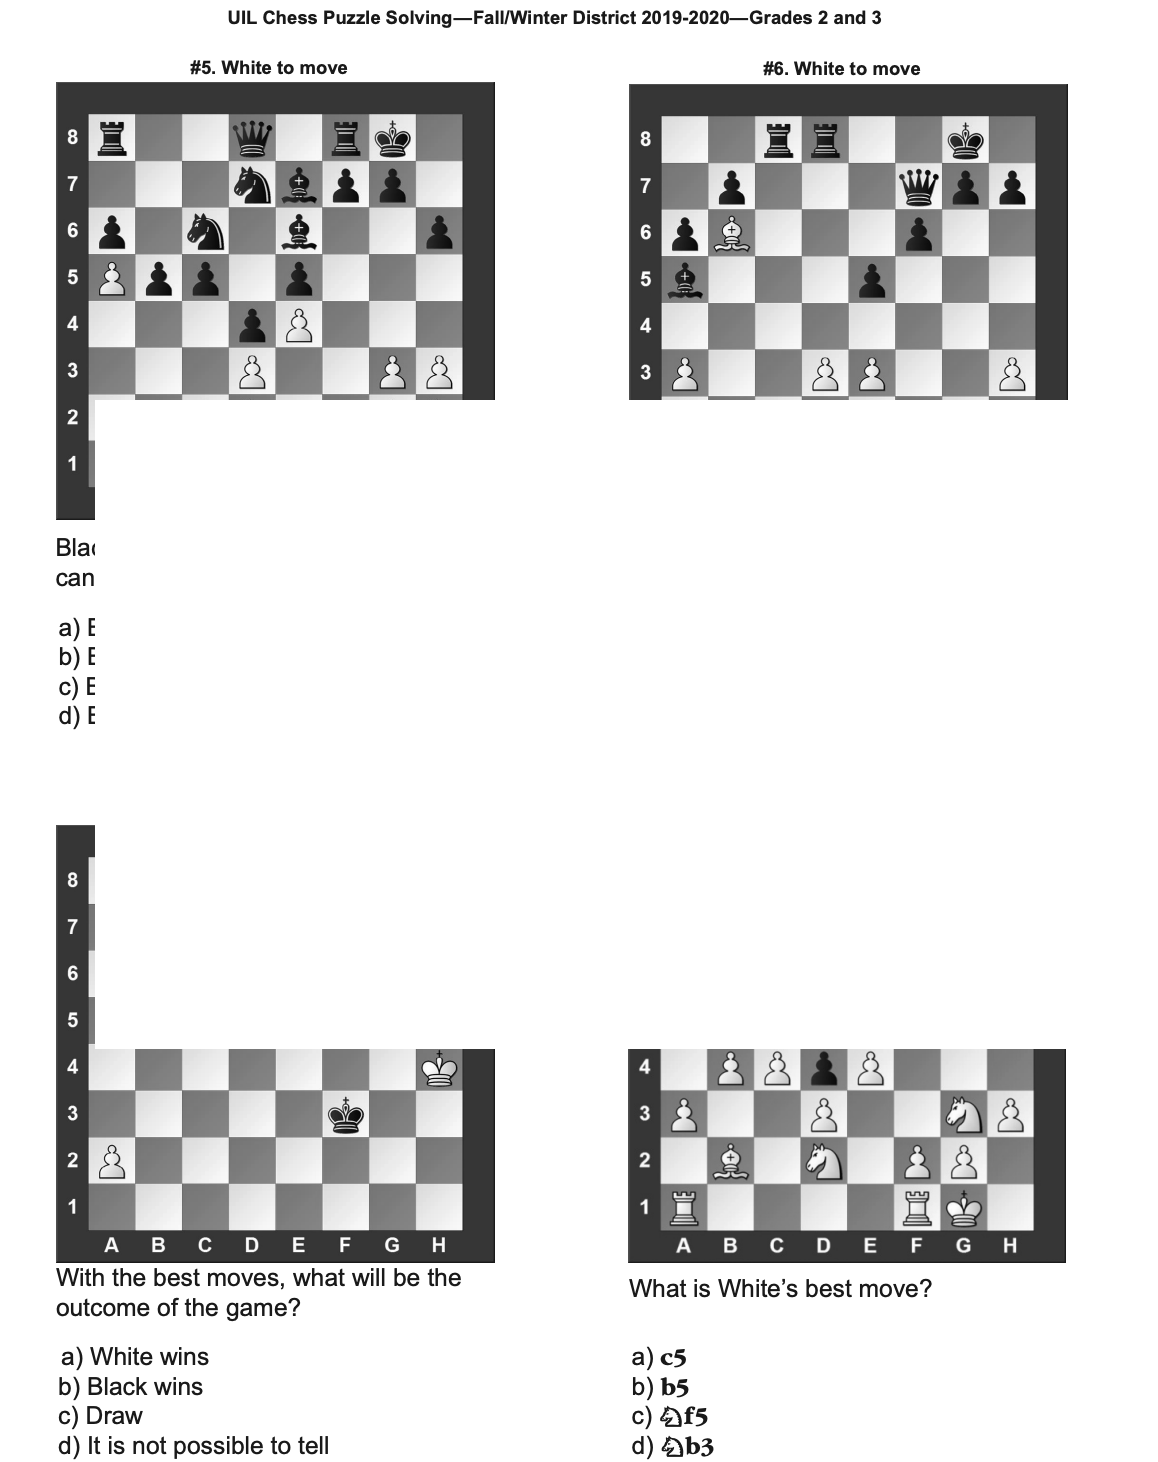 UIL Chess Puzzle Solving—Fall/Winter District 2019-2020—Grades 2 and 3
#5. White to move
8
7
6
5
4
3
2
1
can
a)
b)
c)
d)
8
7
6
5
4
3
2
1
A B C D E F G H
With the best moves, what will be the
outcome of the game?
a) White wins
b) Black wins
c) Draw
d) It is not possible to tell
#6. White to move
8
7
6
5
4
3
4
3
2
1
A B C D E F G H
What is White’s best move?
a) c5
b) b5
c) ♘f5
d) ♘b3